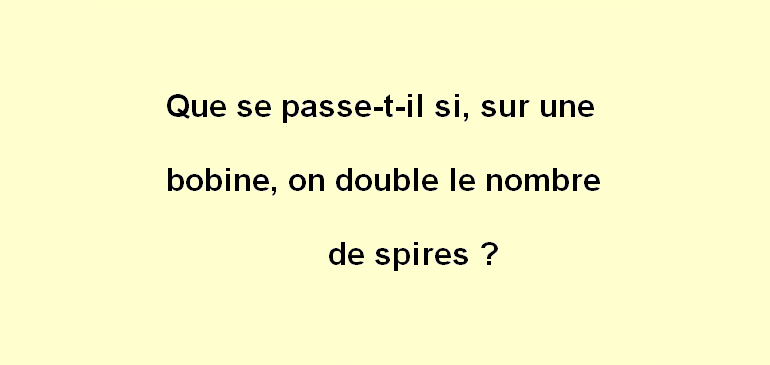 Que se passe-t-il si, sur une
bobine, on double le nombre
de spires ?